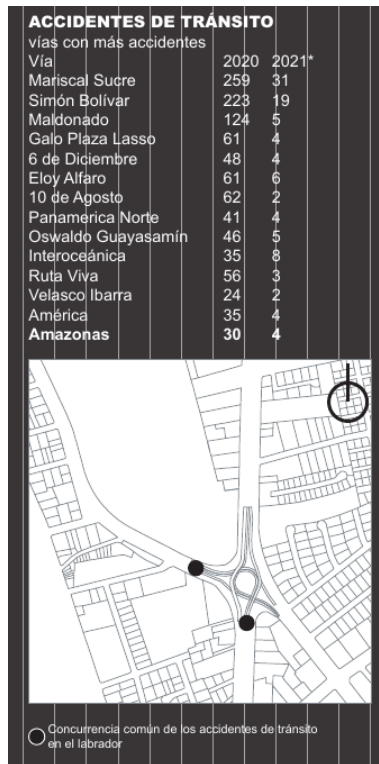 ACCIDENTES DE TRÁNSITO
vías con más accidentes
Vía 2020 2021*
Mariscal Sucre 259 31
Simón Bolívar 223 19
Maldonado 124 5
Galo Plaza Lasso 61 4
6 de Diciembre 48 4
Eloy Alfaro 61 6
10 de Agosto 62 2
Panamerica Norte 41 4
Oswaldo Guayasamín 46 5
Interoceánica 35 8
Ruta Viva 56 3
Velasco Ibarra 24 2
América 35 4
Amazonas 30 4
Concurrencia común de los accidentes de tránsito
en el labrador